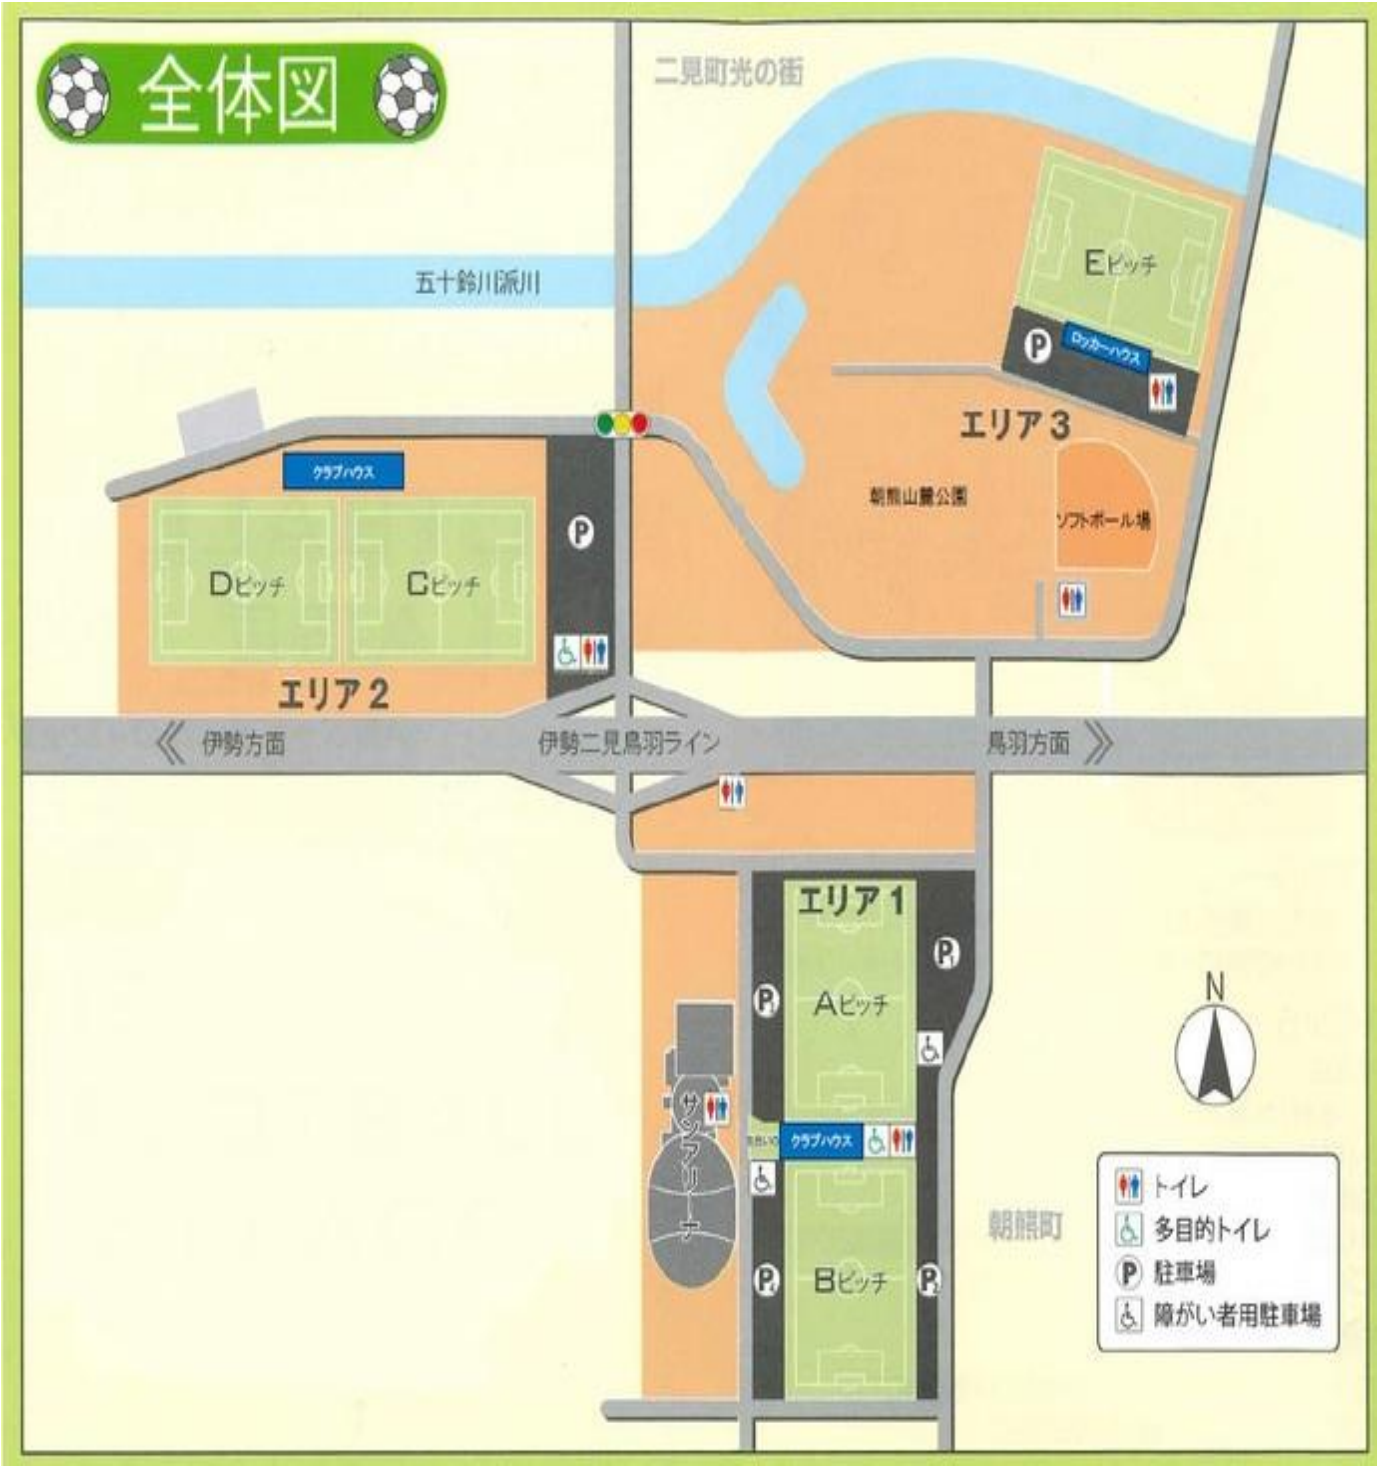 全体図
二見町光の街
五十鈴川派川
Eピッチ
P
ロッカーハウス
エリア3
クラブハウス
朝熊山麓公園
ソフトボール場
P
Dピッチ
Cピッチ
エリア2
伊勢方面
伊勢二見鳥羽ライン
鳥羽方面
エリア1
P1
Aピッチ
P3
N
サンアリーナ
クラブハウス
朝熊町
Bピッチ
P4
P2
トイレ
多目的トイレ
P 駐車場
障がい者用駐車場